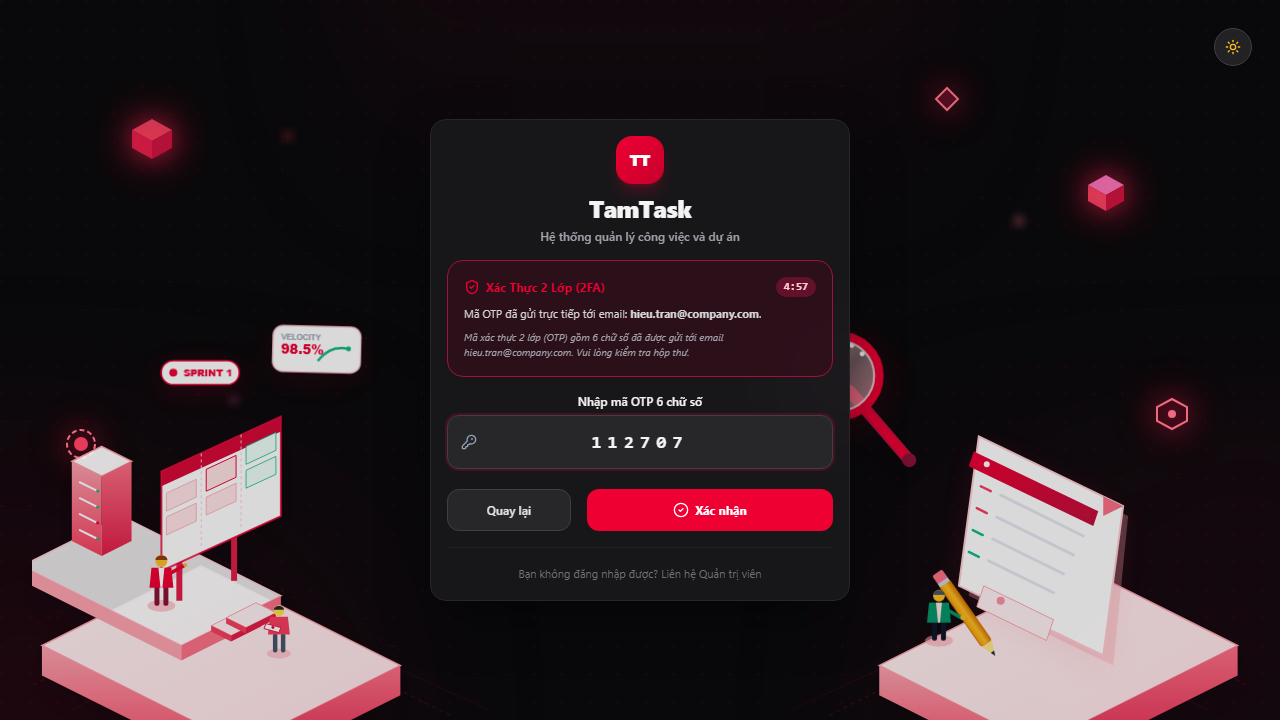 TT
TamTask
Hệ thống quản lý công việc và dự án
Xác Thực 2 Lớp (2FA)
4:57
Mã OTP đã gửi trực tiếp tới email: hieu.tran@company.com.
Mã xác thực 2 lớp (OTP) gồm 6 chữ số đã được gửi tới email
hieu.tran@company.com. Vui lòng kiểm tra hộp thư.
VELOCITY
98.5%
SPRINT 1
Nhập mã OTP 6 chữ số
112707
Quay lại
Xác nhận
Bạn không đăng nhập được? Liên hệ Quản trị viên